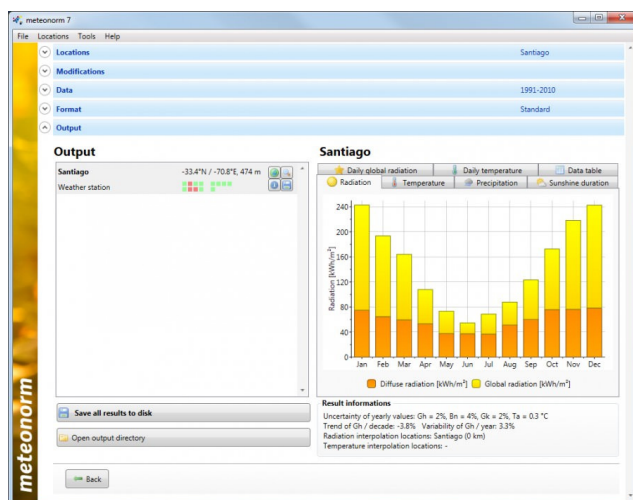 meteonorm 7
File Locations Tools Help
Locations Santiago
Modifications
Data 1991-2010
Format Standard
Output
Output
Santiago -33.4°N / -70.8°E, 474 m
Weather station
Save all results to disk
Open output directory
Back
Santiago
Daily global radiation Daily temperature Data table
Radiation Temperature Precipitation Sunshine duration
Radiation [kWh/m²]
240
200
160
120
80
40
0
Jan Feb Mar Apr May Jun Jul Aug Sep Oct Nov Dec
Diffuse radiation [kWh/m²] Global radiation [kWh/m²]
Result informations
Uncertainty of yearly values: Gh = 2%, Bn = 4%, Gk = 2%, Ta = 0.3 °C
Trend of Gh / decade: -3.8% Variability of Gh / year: 3.3%
Radiation interpolation locations: Santiago (0 km)
Temperature interpolation locations: -
meteonorm